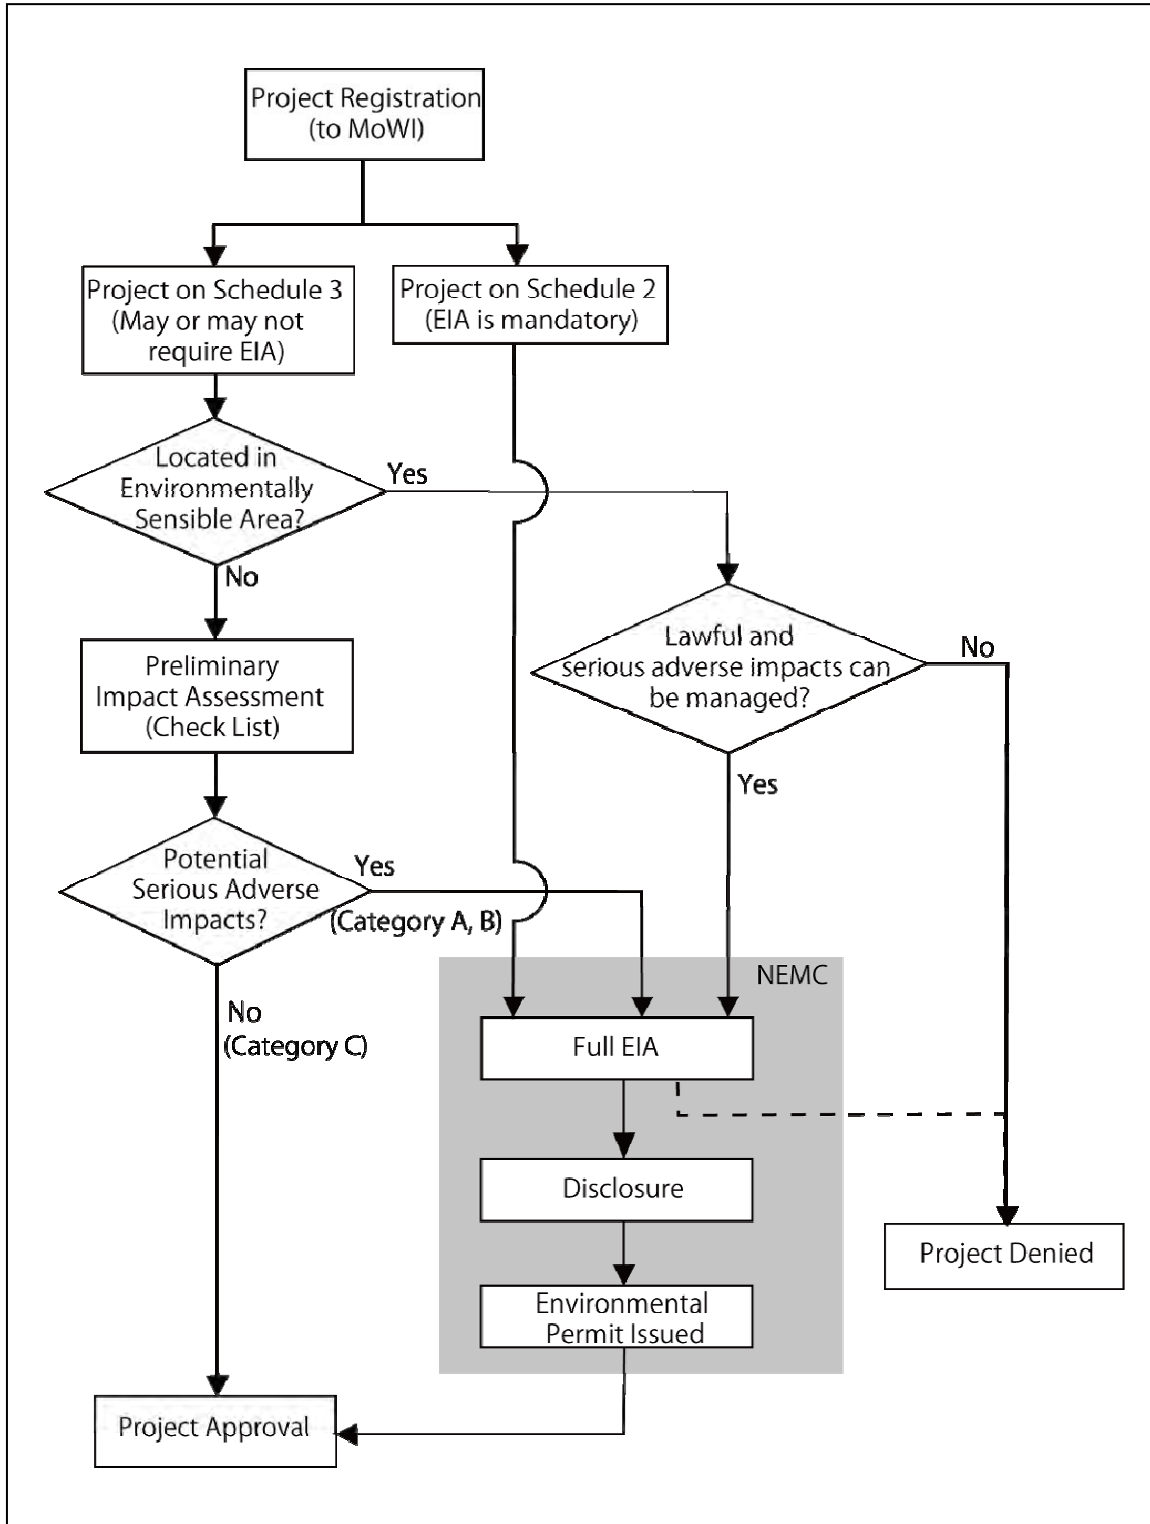 Project Registration
(to MoWI)
Project on Schedule 3
(May or may not
require EIA)
Project on Schedule 2
(EIA is mandatory)
Located in
Environmentally
Sensible Area?
Yes
No
Preliminary
Impact Assessment
(Check List)
Lawful and
serious adverse impacts can
be managed?
No
Yes
Potential
Serious Adverse
Impacts?
Yes
(Category A, B)
No
(Category C)
NEMC
Full EIA
Disclosure
Project Denied
Environmental
Permit Issued
Project Approval